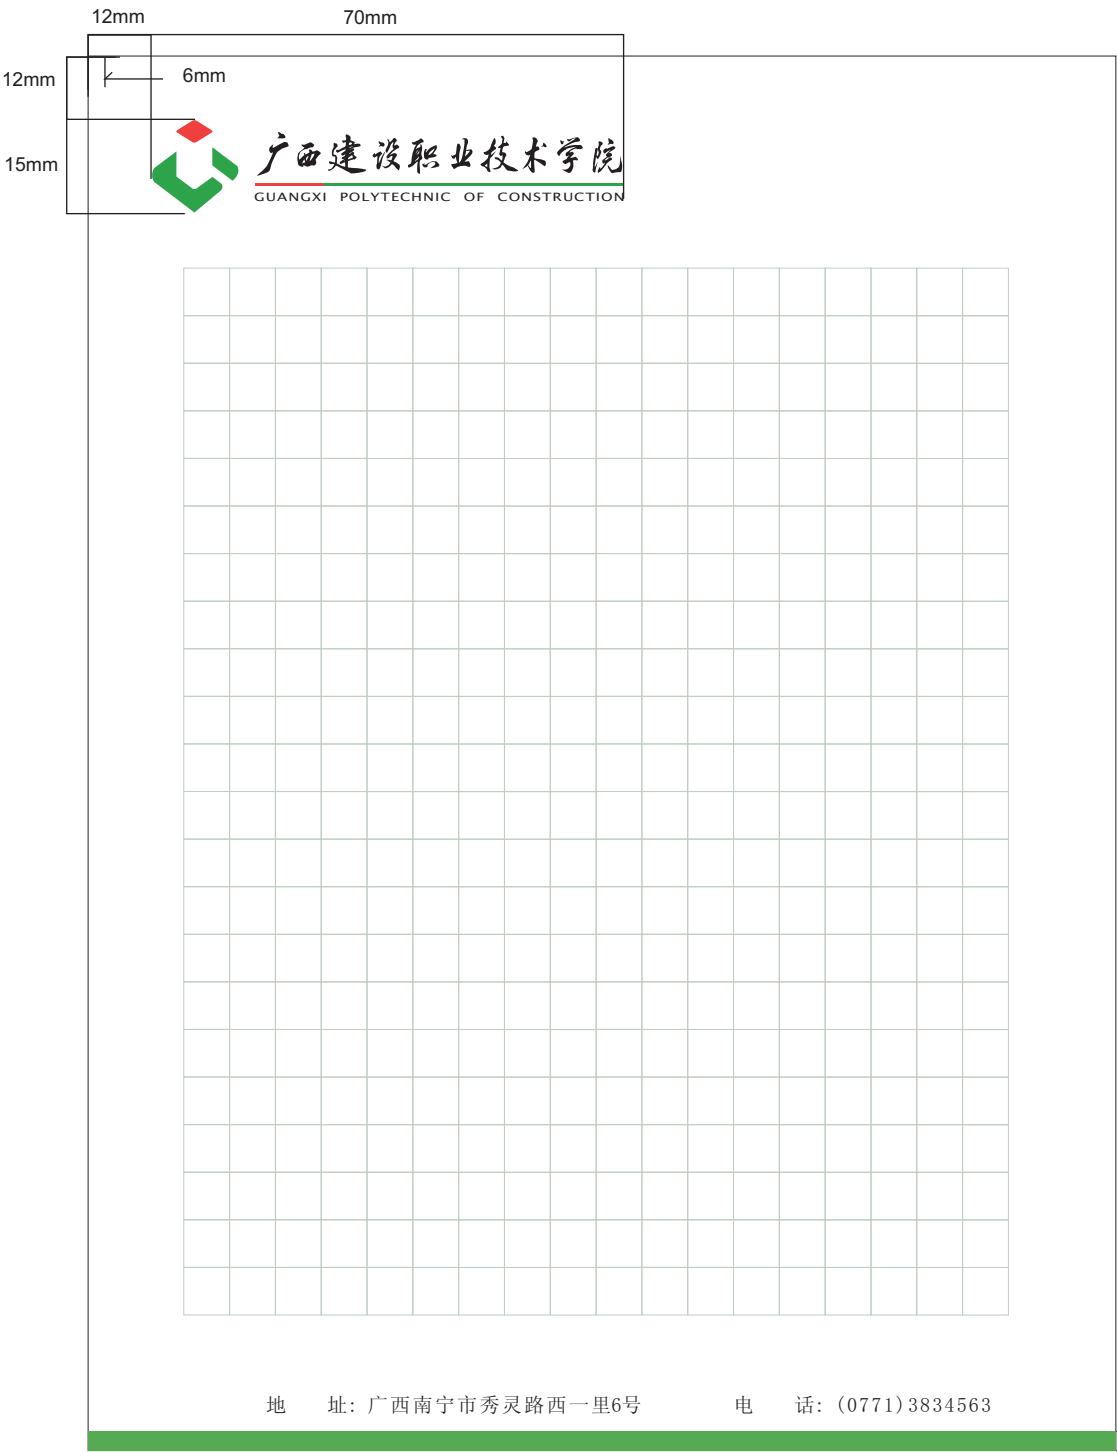 12mm 70mm
12mm 6mm
15mm
广西建设职业技术学院
GUANGXI POLYTECHNIC OF CONSTRUCTION
地 址: 广西南宁市秀灵路西一里6号 电 话: (0771)3834563